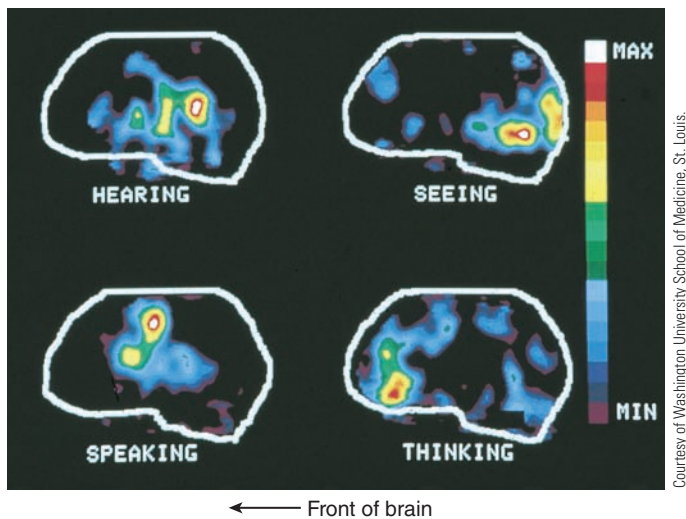 HEARING
SEEING
MAX
SPEAKING
THINKING
MIN
Front of brain
Courtesy of Washington University School of Medicine, St. Louis.